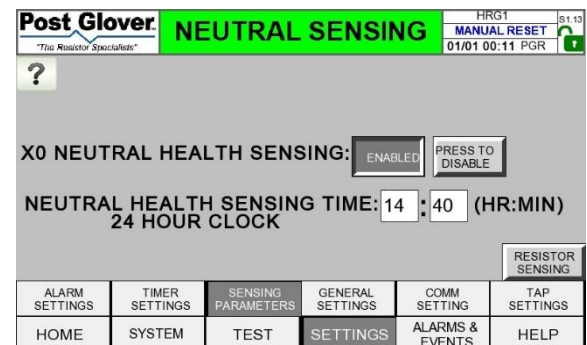 Post Glover.
"The Resistor Specialists"
NEUTRAL SENSING
HRG1
MANUAL RESET
01/01 00:11 PGR
S1.13
?
X0 NEUTRAL HEALTH SENSING: ENABLED PRESS TO DISABLE
NEUTRAL HEALTH SENSING TIME: 14 : 40 (HR:MIN)
24 HOUR CLOCK
RESISTOR SENSING
ALARM SETTINGS
TIMER SETTINGS
SENSING PARAMETERS
GENERAL SETTINGS
COMM SETTING
TAP SETTINGS
HOME
SYSTEM
TEST
SETTINGS
ALARMS & EVENTS
HELP